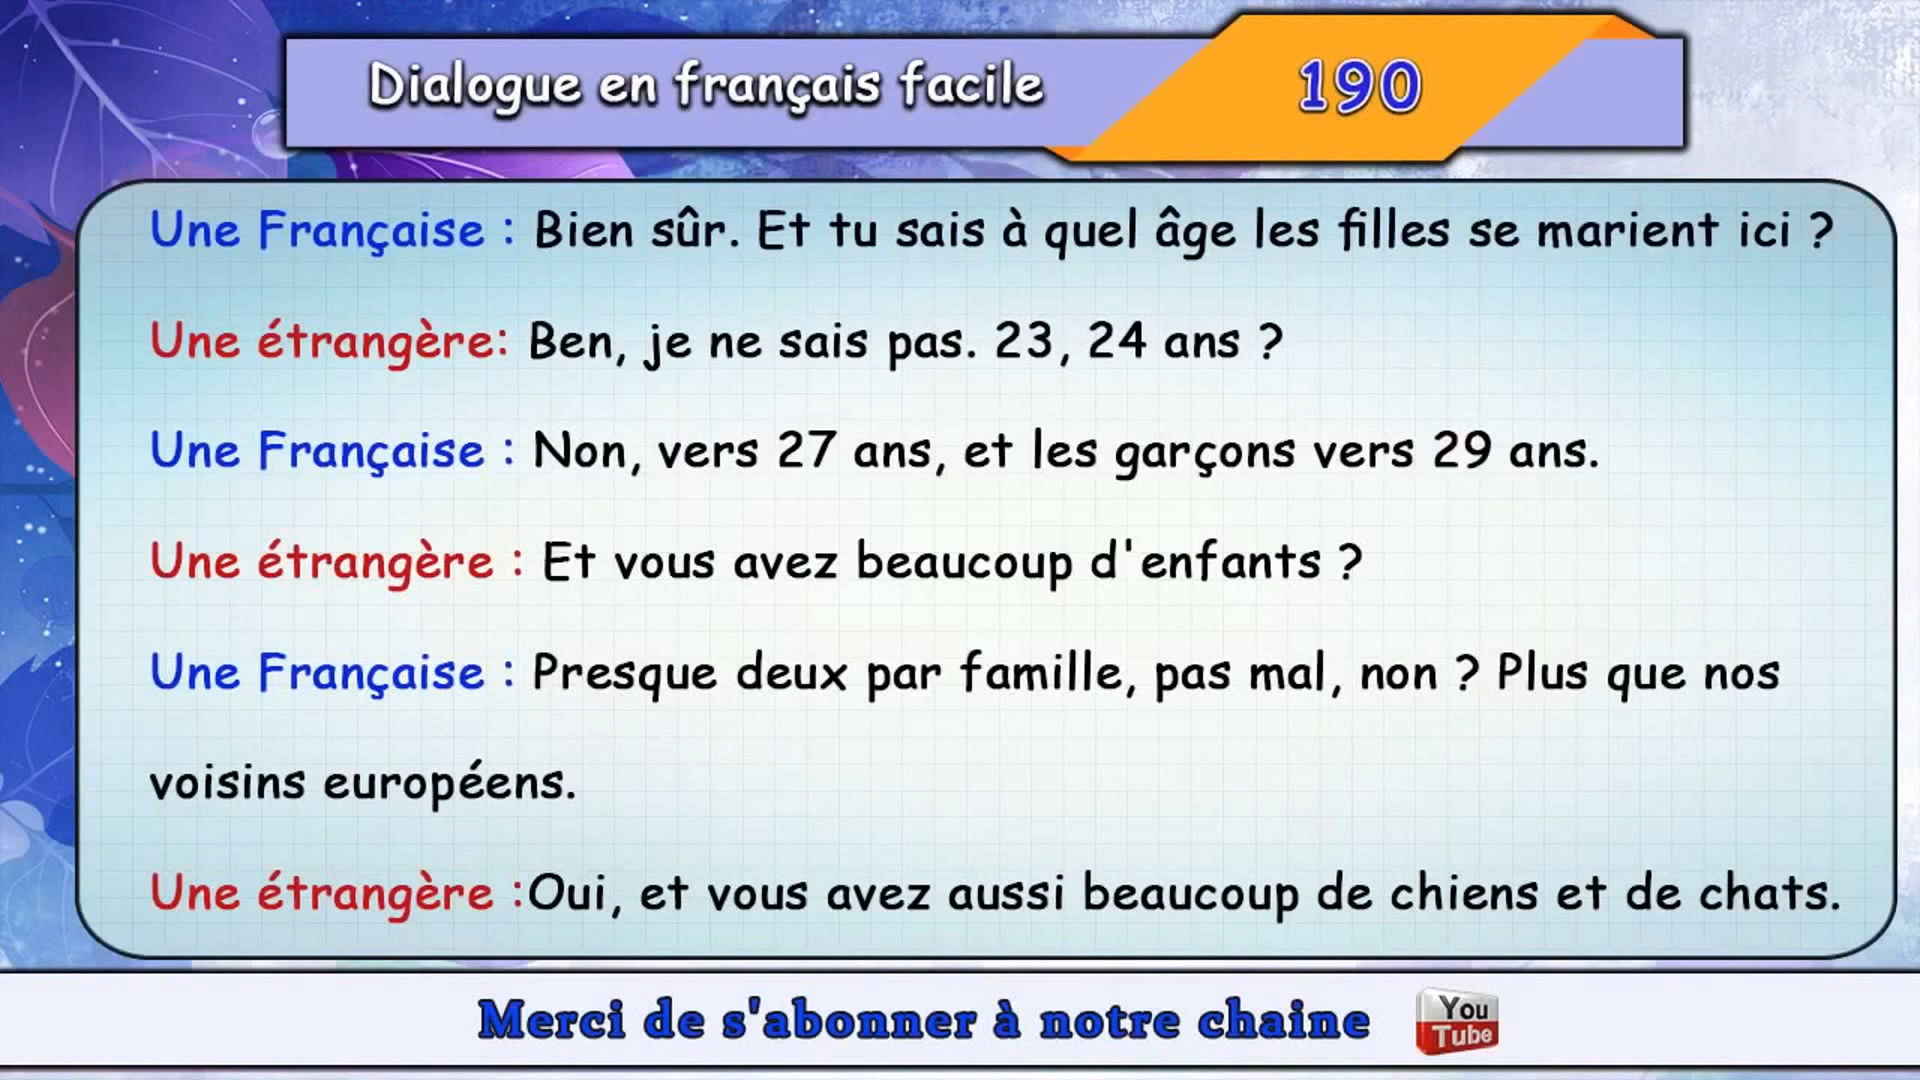 Dialogue en français facile 190
Une Française : Bien sûr. Et tu sais à quel âge les filles se marient ici ?
Une étrangère: Ben, je ne sais pas. 23, 24 ans ?
Une Française : Non, vers 27 ans, et les garçons vers 29 ans.
Une étrangère : Et vous avez beaucoup d'enfants ?
Une Française : Presque deux par famille, pas mal, non ? Plus que nos
voisins européens.
Une étrangère :Oui, et vous avez aussi beaucoup de chiens et de chats.
Merci de s'abonner à notre chaine
You
Tube